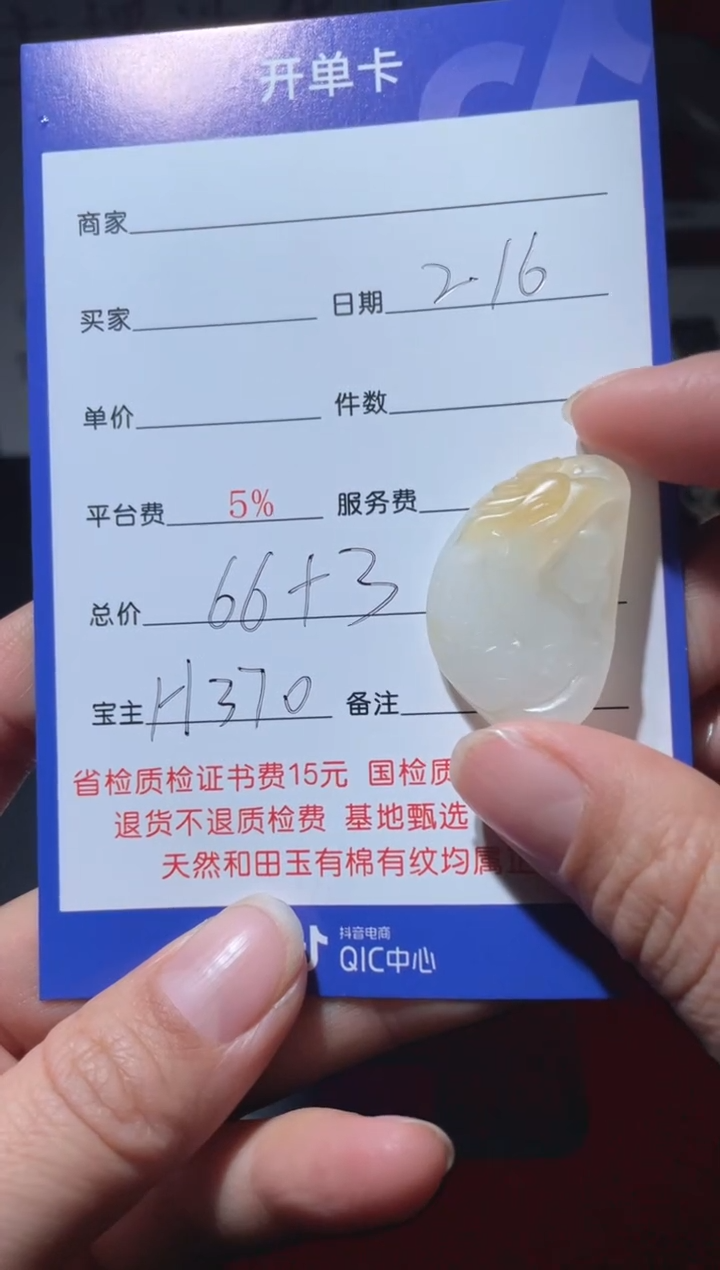 开单卡
商家
买家 日期 2.16
单价 件数
平台费 5% 服务费
总价 66+3
宝主 H370 备注
省检质检证书费15元 国检质
退货不退质检费 基地甄选
天然和田玉有棉有纹均属正
抖音电商
QIC中心